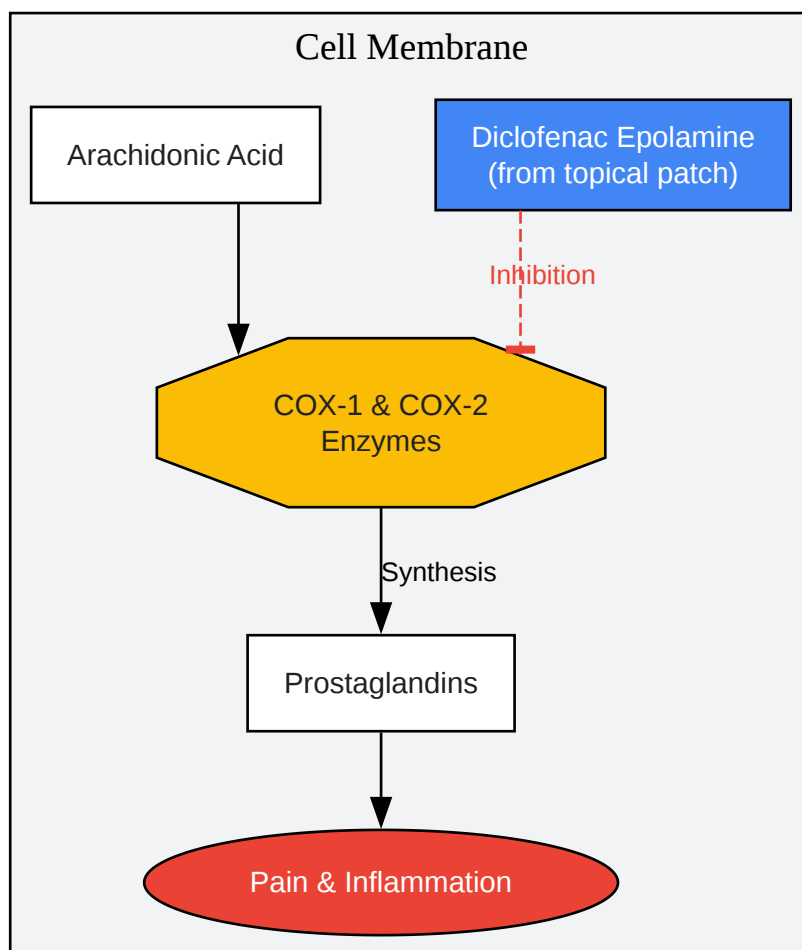 Cell Membrane
Arachidonic Acid
Diclofenac Epolamine
(from topical patch)
Inhibition
COX-1 & COX-2
Enzymes
Synthesis
Prostaglandins
Pain & Inflammation